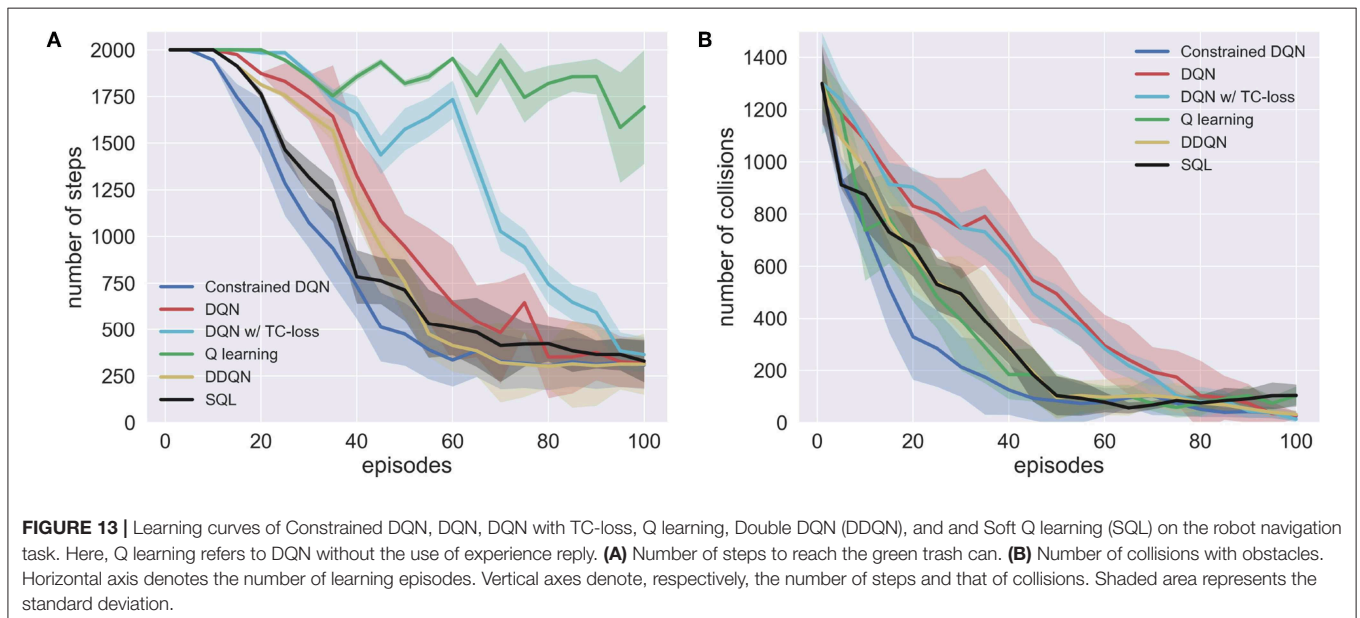 A
2000
1750
1500
1250
1000
750
500
250
0
number of steps
Constrained DQN
DQN
DQN w/ TC-loss
Q learning
DDQN
SQL
0 20 40 60 80 100
episodes
B
1400
1200
1000
800
600
400
200
0
number of collisions
Constrained DQN
DQN
DQN w/ TC-loss
Q learning
DDQN
SQL
0 20 40 60 80 100
episodes
FIGURE 13 | Learning curves of Constrained DQN, DQN, DQN with TC-loss, Q learning, Double DQN (DDQN), and and Soft Q learning (SQL) on the robot navigation
task. Here, Q learning refers to DQN without the use of experience reply. (A) Number of steps to reach the green trash can. (B) Number of collisions with obstacles.
Horizontal axis denotes the number of learning episodes. Vertical axes denote, respectively, the number of steps and that of collisions. Shaded area represents the
standard deviation.